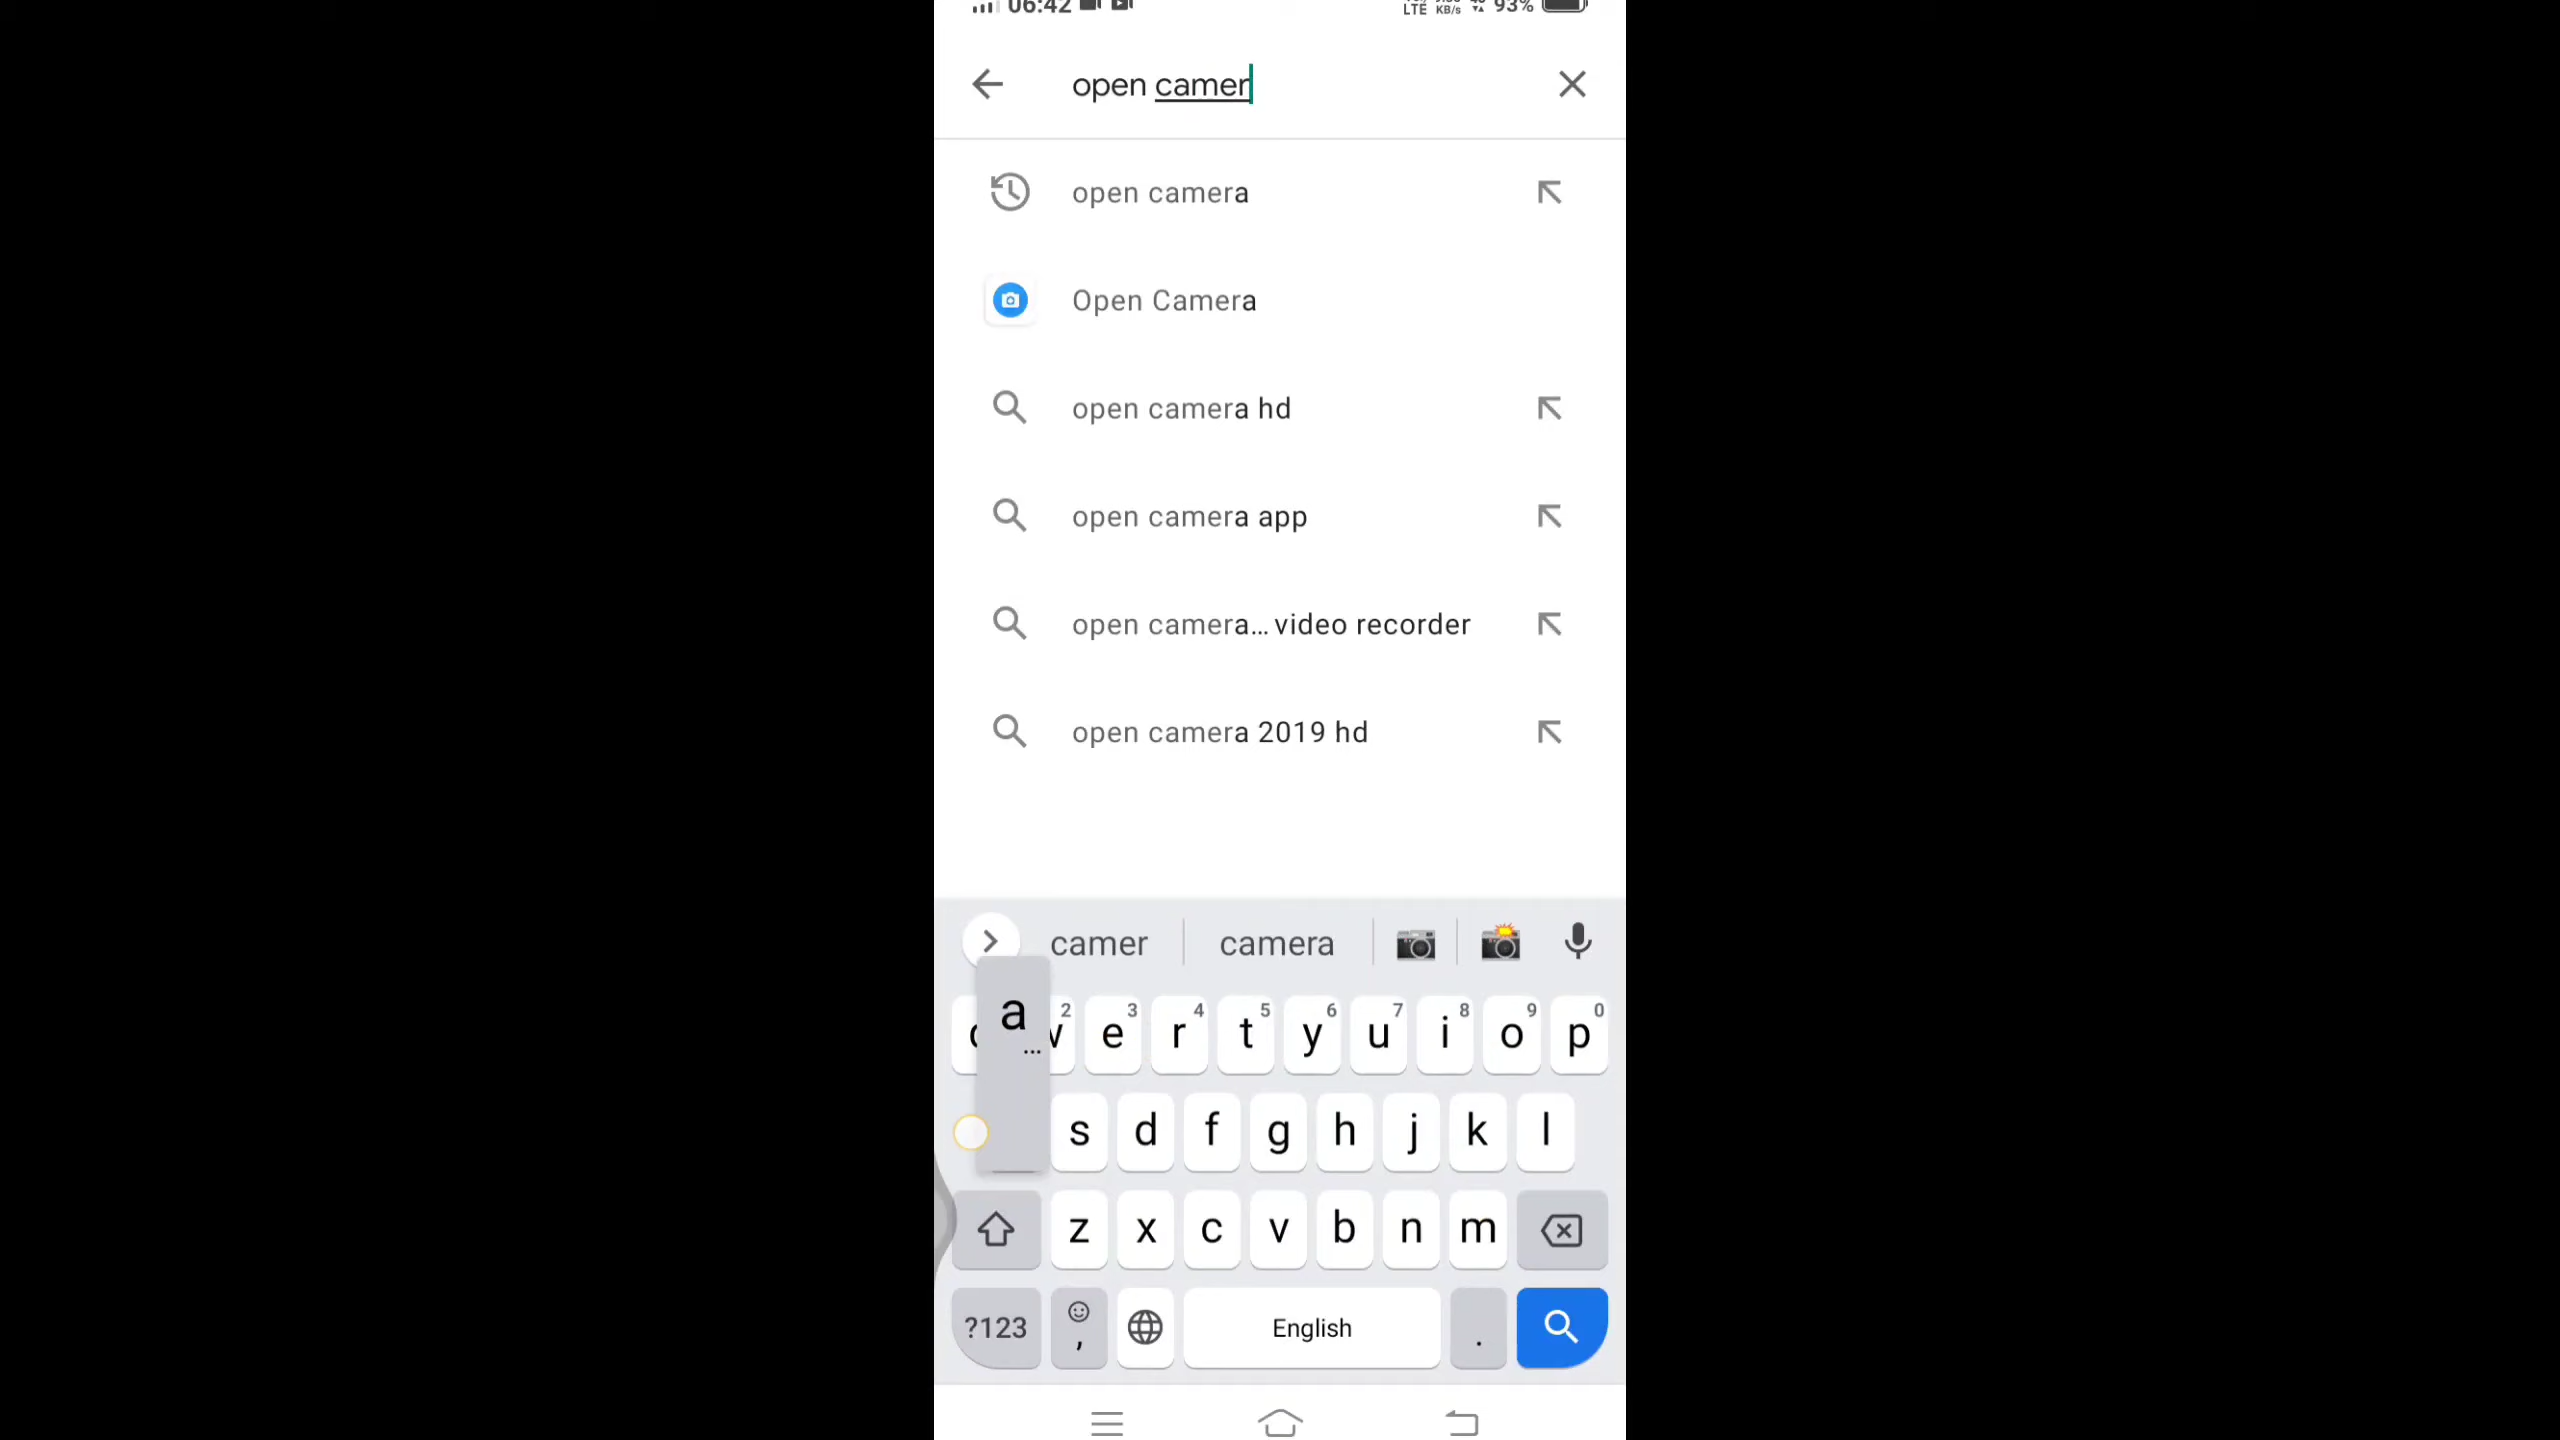 06:42 93%
LTE KB/s
open camer
open camera
Open Camera
open camera hd
open camera app
open camera... video recorder
open camera 2019 hd
camer camera
a
...
2 e 3 r 4 t 5 y 6 u 7 i 8 o 9 p 0
s d f g h j k l
z x c v b n m
?123 , English .